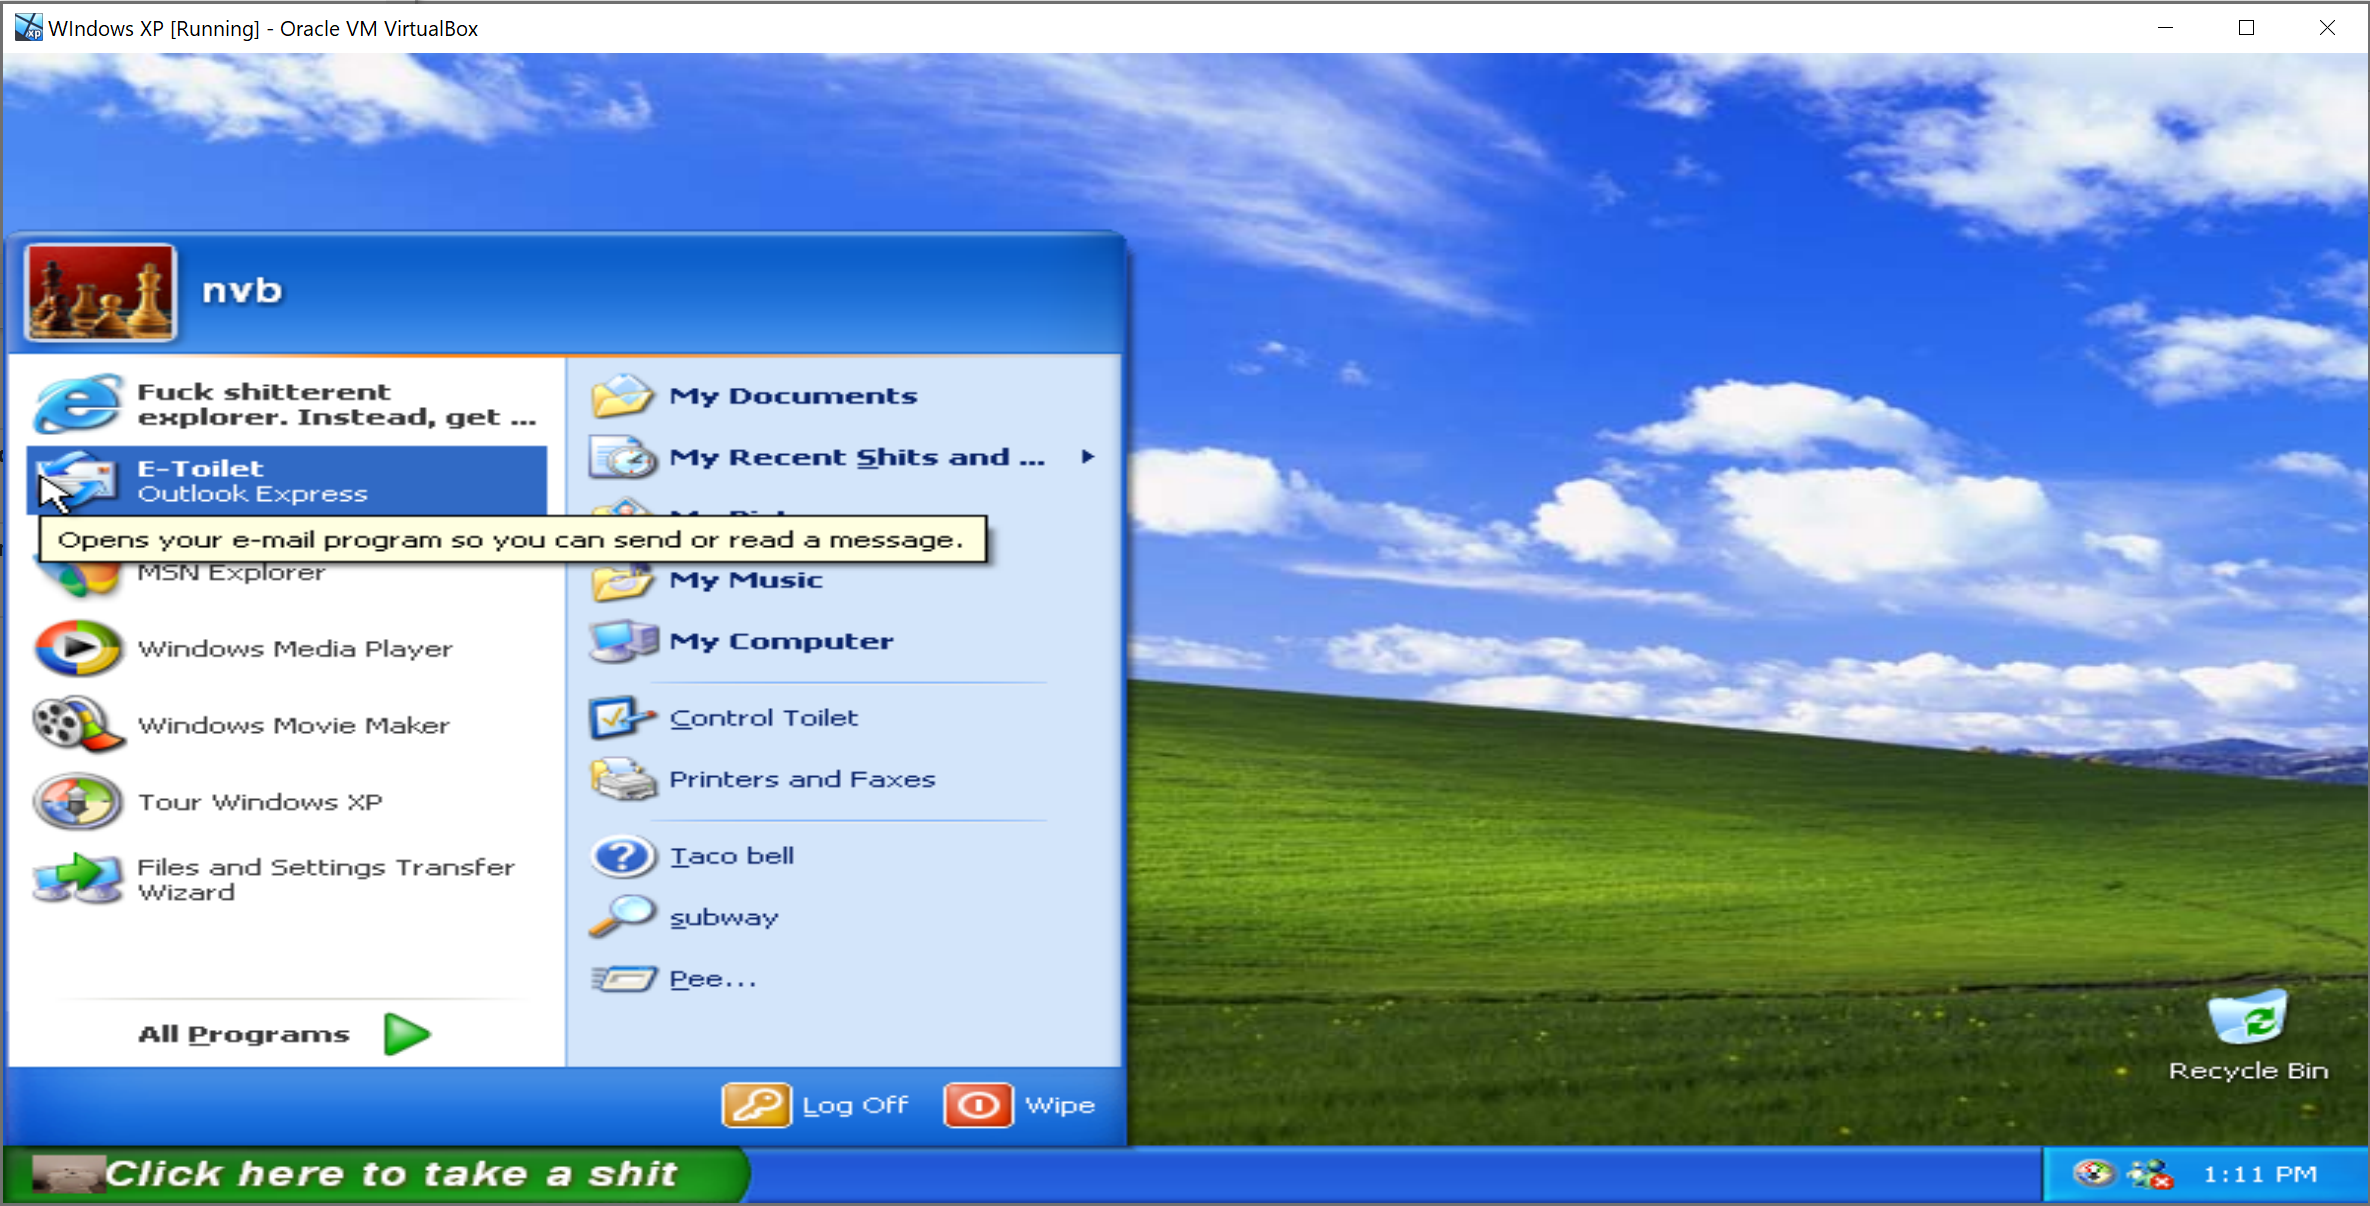 WIndows XP [Running] - Oracle VM VirtualBox
nvb
Fuck shitterent
explorer. Instead, get ...
E-Toilet
Outlook Express
Opens your e-mail program so you can send or read a message.
MSN Explorer
Windows Media Player
Windows Movie Maker
Tour Windows XP
Files and Settings Transfer
Wizard
All Programs
My Documents
My Recent Shits and ...
My Music
My Computer
Control Toilet
Printers and Faxes
Taco bell
subway
Pee...
Log Off
Wipe
Recycle Bin
Click here to take a shit
1:11 PM